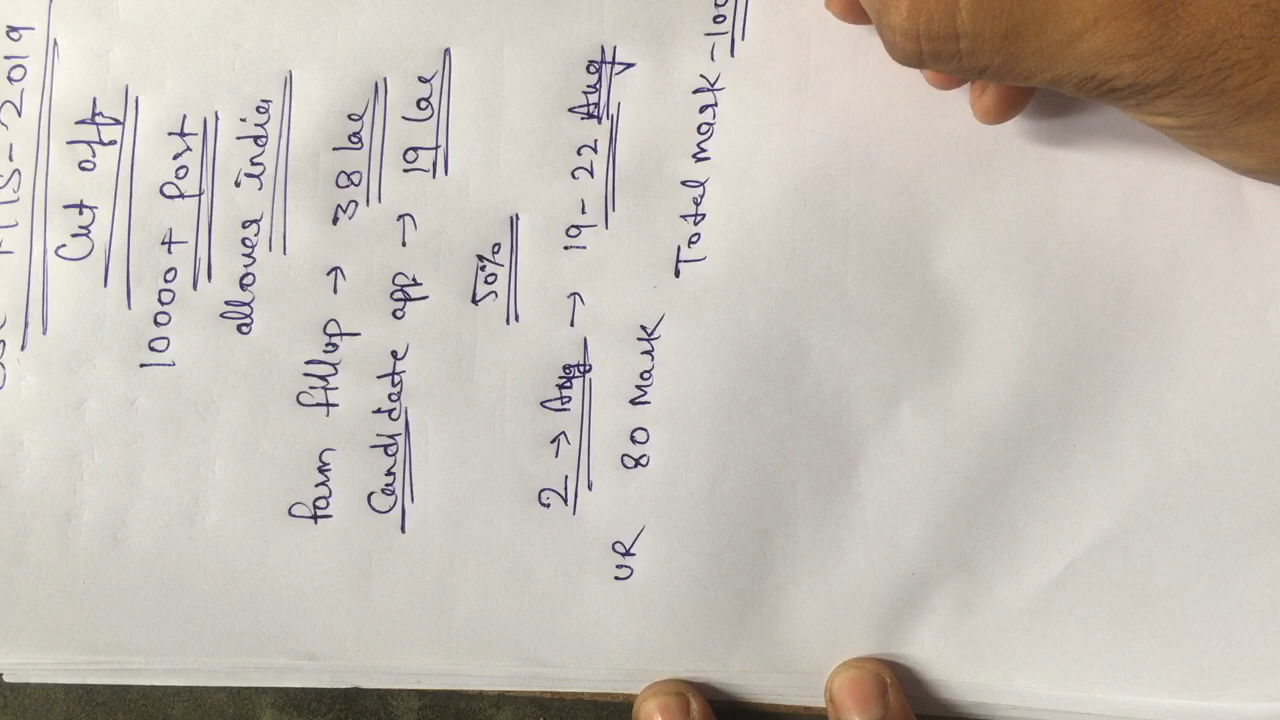 MTS-2019
Cut off
10000+ Post
allover india
Form fillup → 38 lac
Candidate app → 19 lac
50%
2 → Aug → 19-22 Aug
UR 80 Mark
Total mark - 100